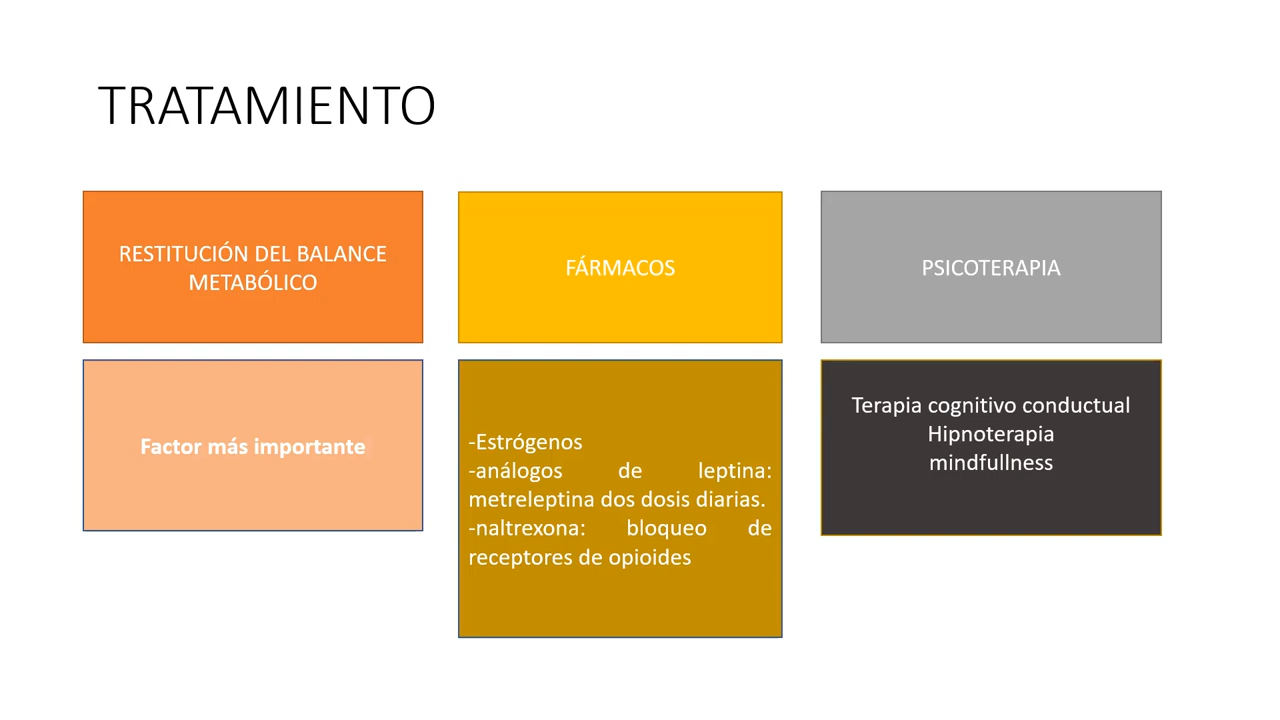 TRATAMIENTO
RESTITUCIÓN DEL BALANCE
METABÓLICO
Factor más importante
FÁRMACOS
-Estrógenos
-análogos de leptina:
metreleptina dos dosis diarias.
-naltrexona: bloqueo de
receptores de opioides
PSICOTERAPIA
Terapia cognitivo conductual
Hipnoterapia
mindfullness